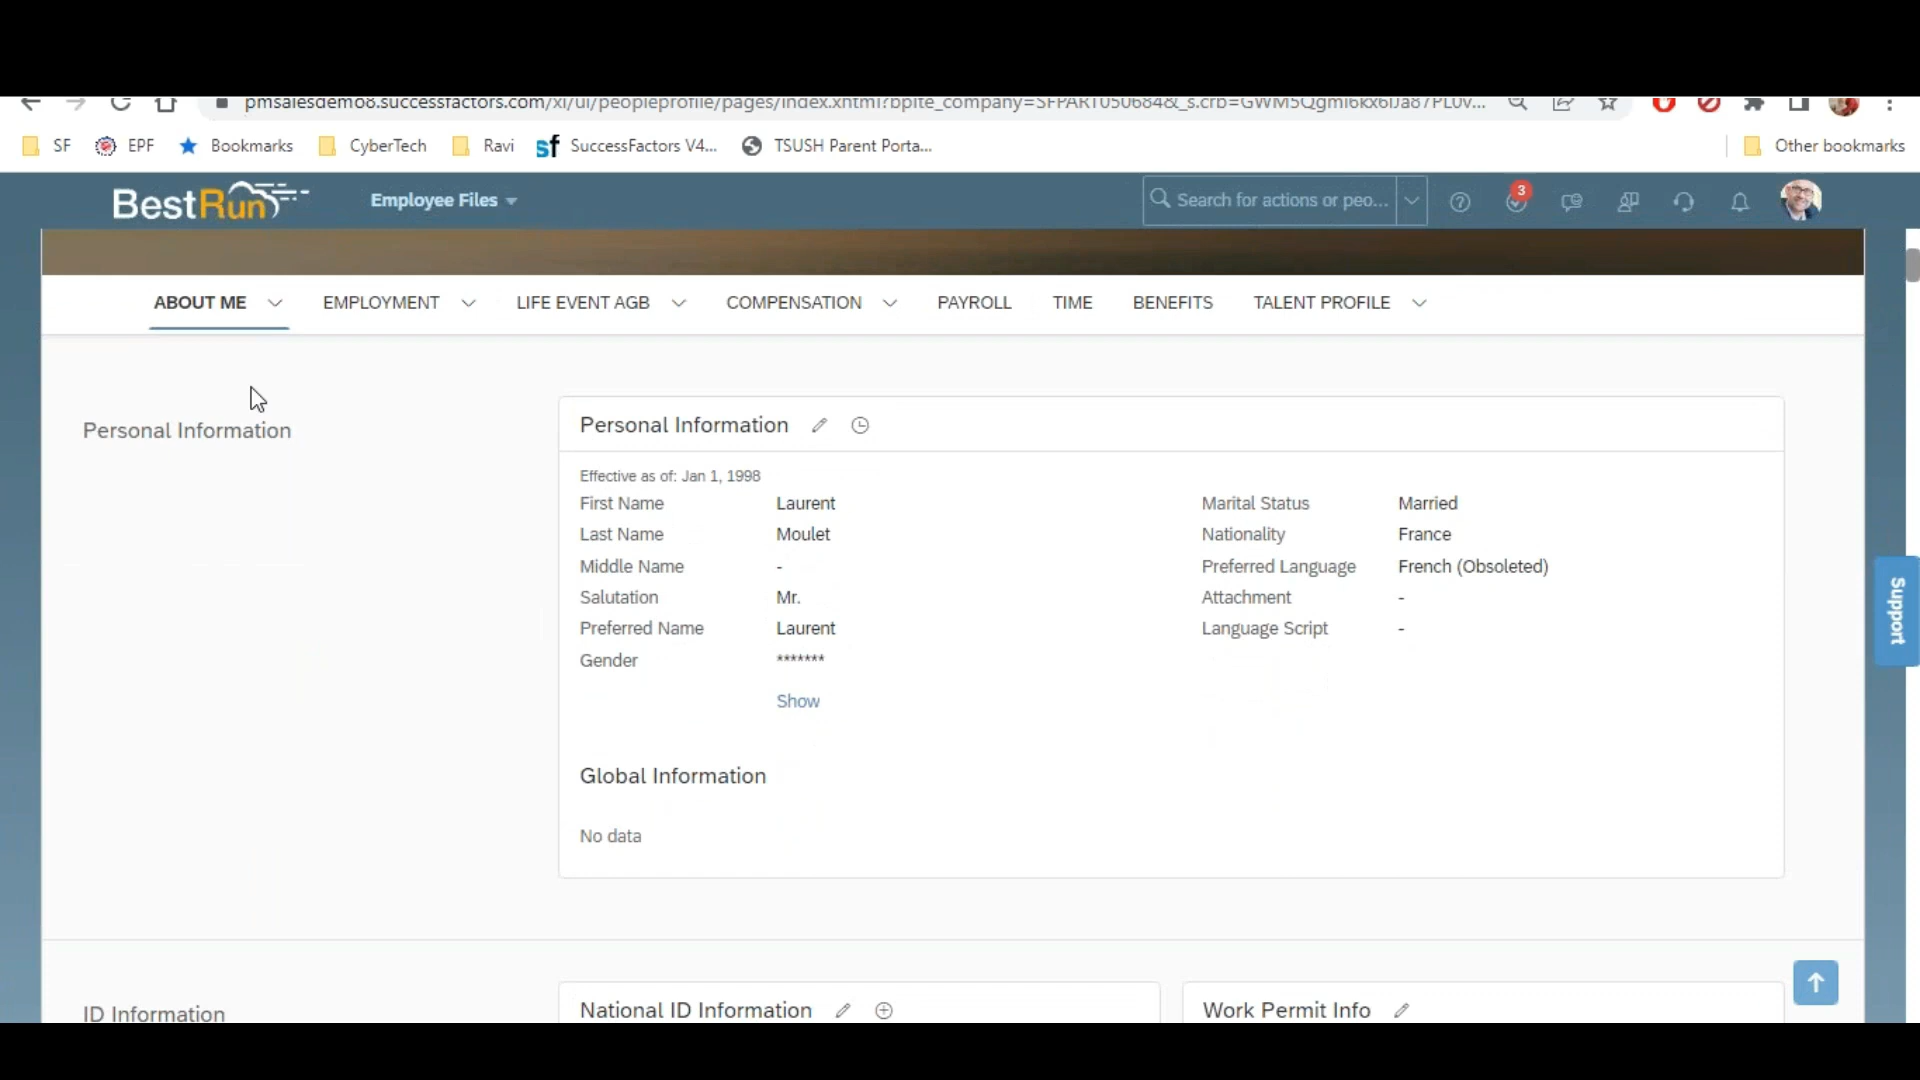 SF EPF Bookmarks CyberTech Ravi sf SuccessFactors V4... TSUSH Parent Porta... Other bookmarks
BestRun Employee Files Search for actions or peo... 3
ABOUT ME EMPLOYMENT LIFE EVENT AGB COMPENSATION PAYROLL TIME BENEFITS TALENT PROFILE
Personal Information
Personal Information
Effective as of: Jan 1, 1998
First Name Laurent Marital Status Married
Last Name Moulet Nationality France
Middle Name - Preferred Language French (Obsoleted)
Salutation Mr. Attachment -
Preferred Name Laurent Language Script -
Gender *******
Show
Support
Global Information
No data
ID Information
National ID Information Work Permit Info